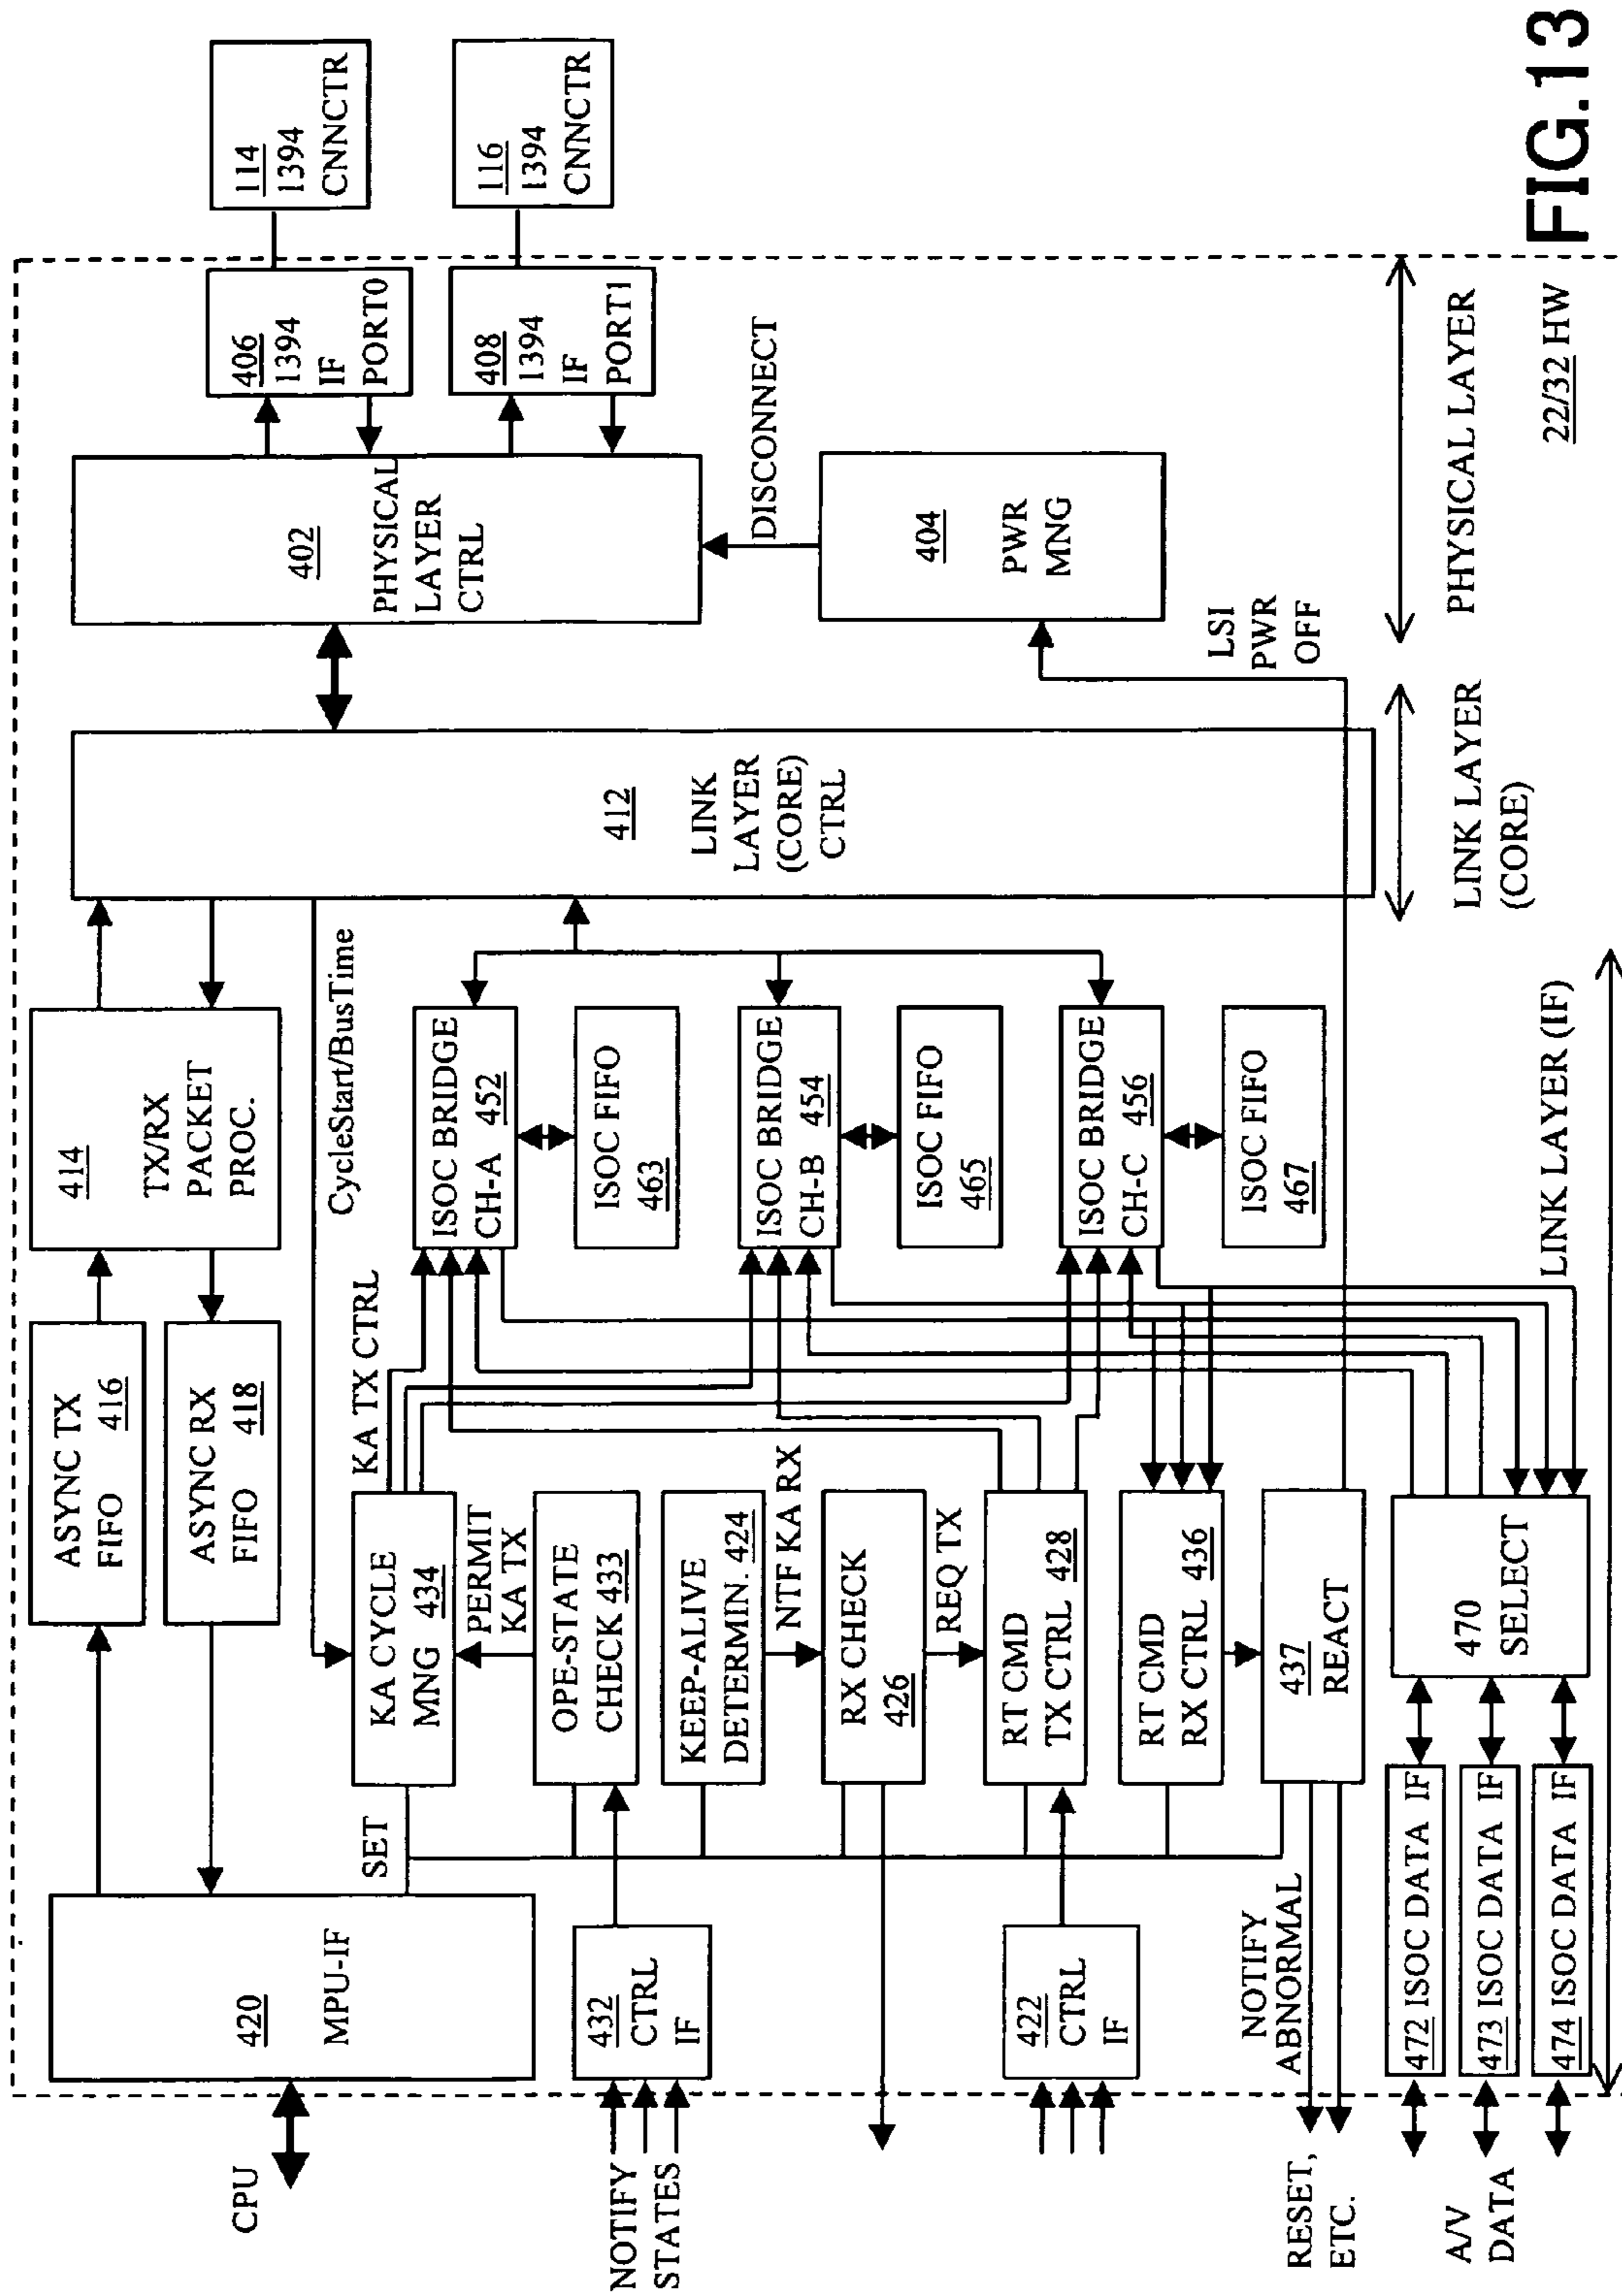 CPU
420
MPU-IF
ASYNC TX
FIFO 416
ASYNC RX
FIFO 418
414
TX/RX
PACKET
PROC.
CycleStart/BusTime
412
LINK
LAYER
(CORE)
CTRL
402
PHYSICAL
LAYER
CTRL
406
1394
IF
PORT0
408
1394
IF
PORT1
114
1394
CNNCTR
116
1394
CNNCTR
DISCONNECT
404
PWR
MNG
LSI
PWR
OFF
SET
KA TX CTRL
KA CYCLE
MNG 434
PERMIT
KA TX
OPE-STATE
CHECK 433
KEEP-ALIVE
DETERMIN. 424
NTF KA RX
RX CHECK
426
REQ TX
RT CMD
TX CTRL 428
RT CMD
RX CTRL 436
437
REACT
ISOC BRIDGE
CH-A 452
ISOC FIFO
463
ISOC BRIDGE
CH-B 454
ISOC FIFO
465
ISOC BRIDGE
CH-C 456
ISOC FIFO
467
NOTIFY
STATES
432
CTRL
IF
422
CTRL
IF
NOTIFY
ABNORMAL
RESET,
ETC.
A/V
DATA
472 ISOC DATA IF
473 ISOC DATA IF
474 ISOC DATA IF
470
SELECT
LINK LAYER (IF)
LINK LAYER
(CORE)
PHYSICAL LAYER
22/32 HW
FIG.13